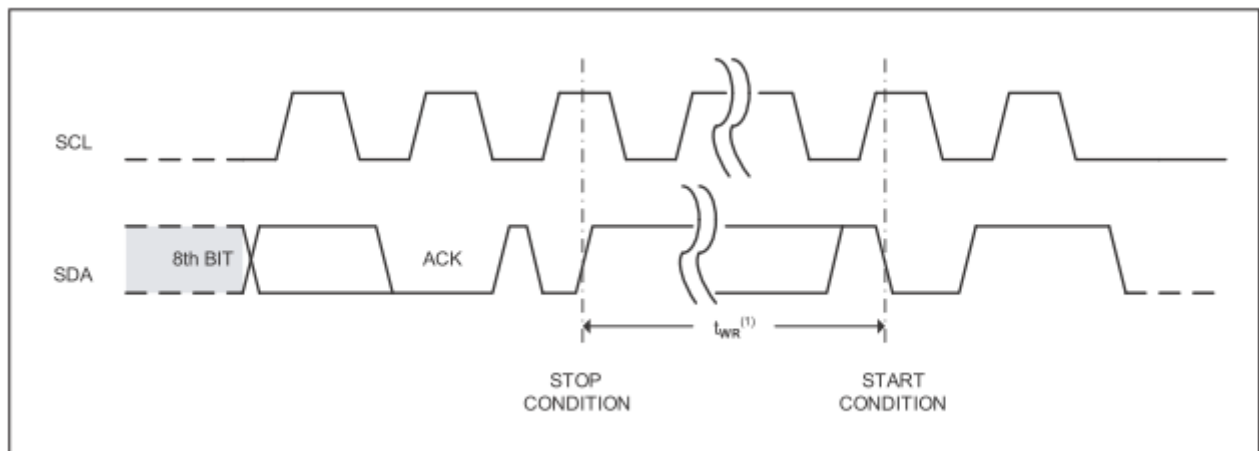 SCL
8th BIT
ACK
SDA
tWR(1)
STOP
CONDITION
START
CONDITION